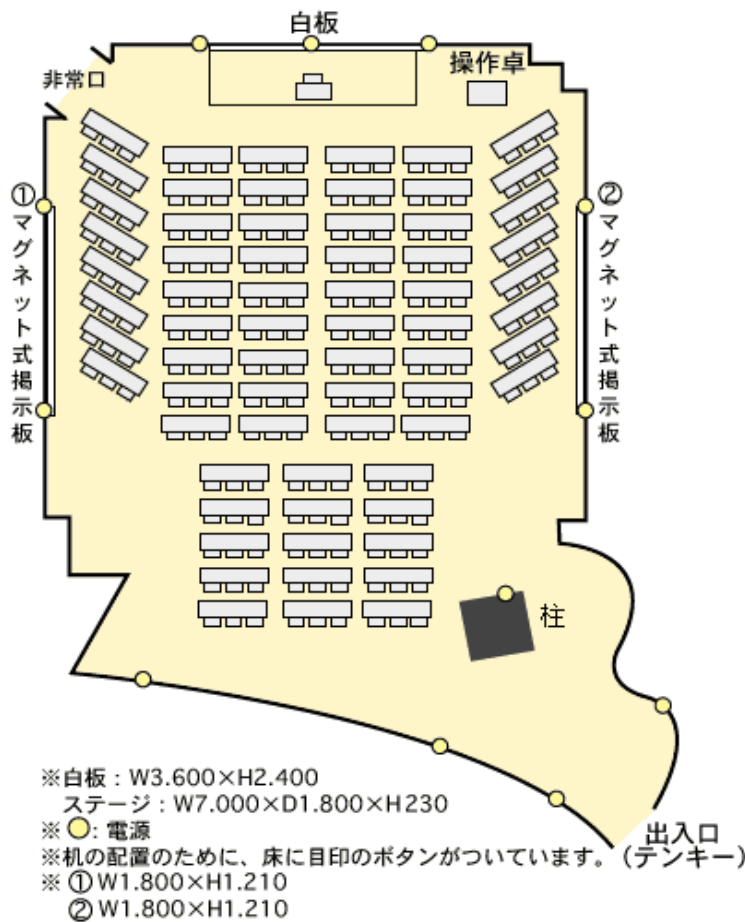 白板
操作卓
非常口
①マグネット式掲示板
②マグネット式掲示板
柱
※白板：W3.600×H2.400
ステージ：W7.000×D1.800×H230
※ : 電源
出入口
※机の配置のために、床に目印のボタンがついています。
(テンキー)
※ ① W1.800×H1.210
② W1.800×H1.210